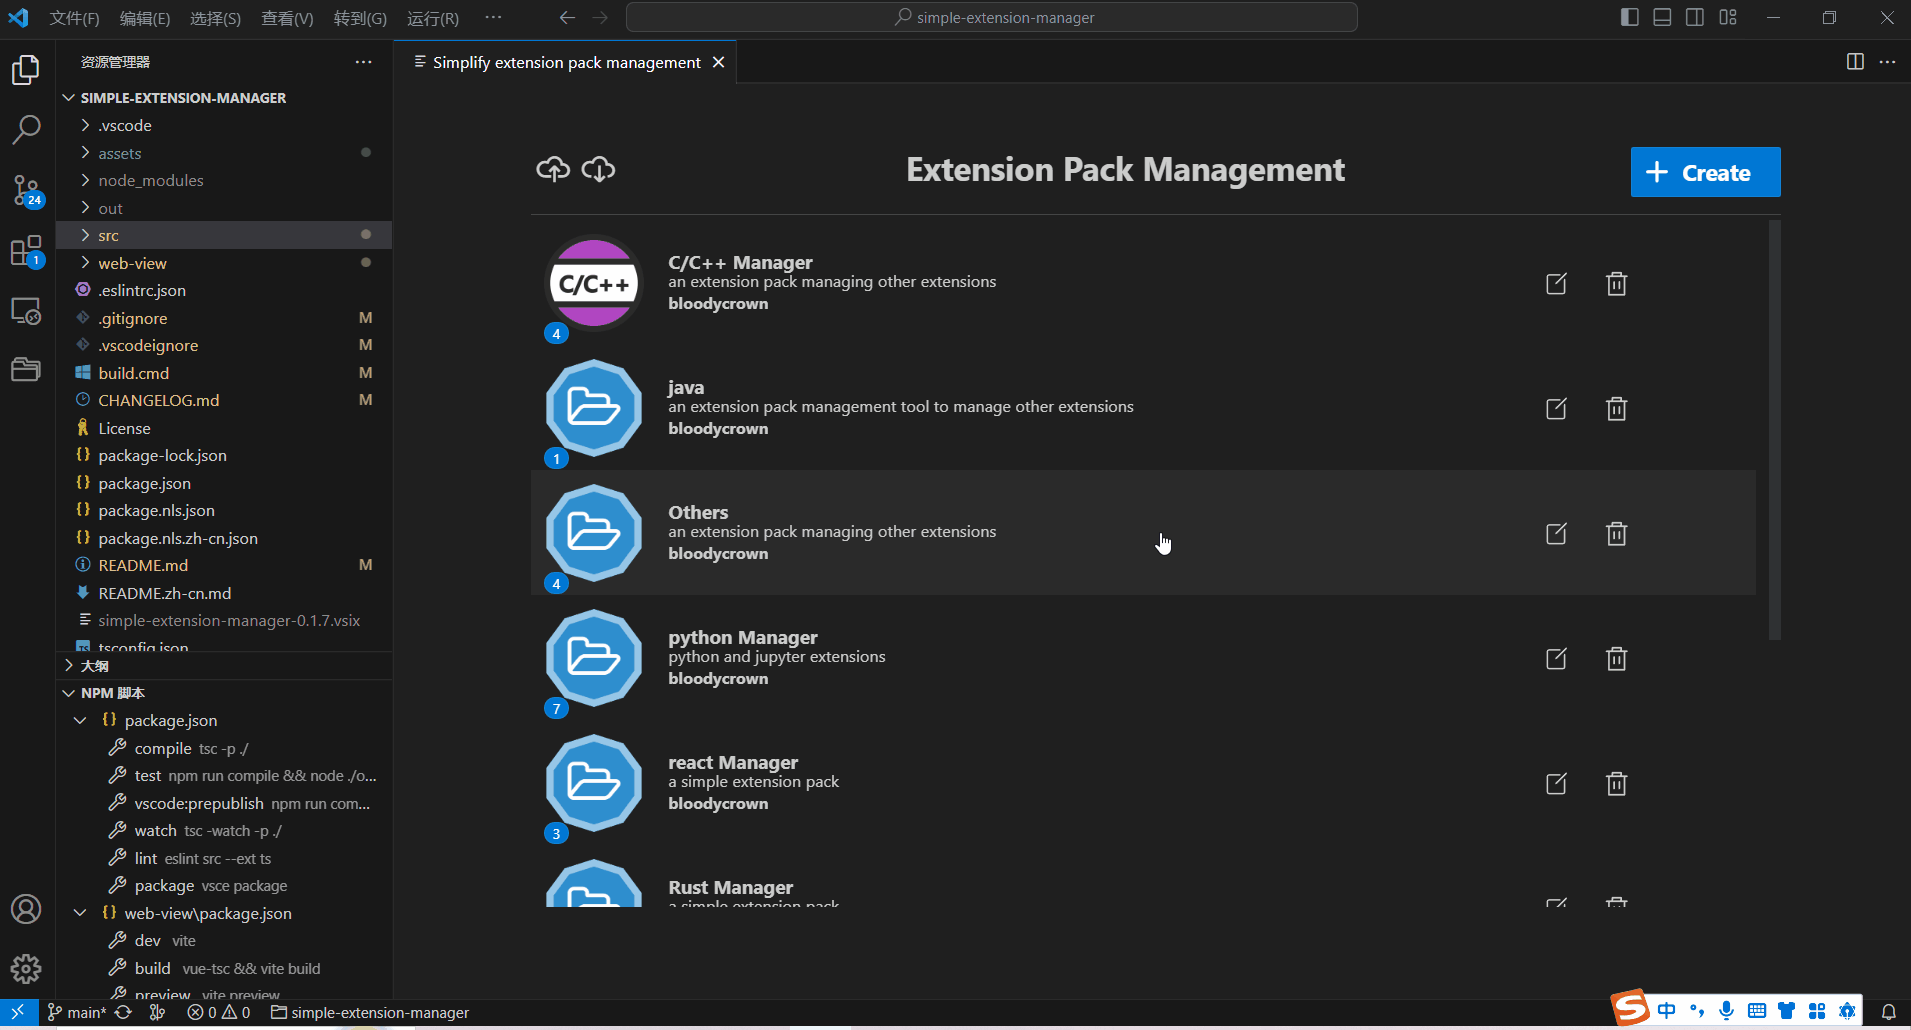 文件(F) 编辑(E) 选择(S) 查看(V) 转到(G) 运行(R) ···
simple-extension-manager
资源管理器
SIMPLE-EXTENSION-MANAGER
.vscode
assets
node_modules
24
out
src
1
web-view
.eslintrc.json
.gitignore M
.vscodeignore M
build.cmd M
CHANGELOG.md M
License
package-lock.json
package.json
package.nls.json
package.nls.zh-cn.json
README.md M
README.zh-cn.md
simple-extension-manager-0.1.7.vsix
tsconfig.json
大纲
NPM 脚本
package.json
compile tsc -p ./
test npm run compile && node ./o...
vscode:prepublish npm run com...
watch tsc -watch -p ./
lint eslint src --ext ts
package vsce package
web-view\package.json
dev vite
build vue-tsc && vite build
preview vite preview
Simplify extension pack management
Extension Pack Management
+ Create
C/C++
C/C++ Manager
an extension pack managing other extensions
bloodycrown
4
java
an extension pack management tool to manage other extensions
bloodycrown
1
Others
an extension pack managing other extensions
bloodycrown
4
python Manager
python and jupyter extensions
bloodycrown
7
react Manager
a simple extension pack
bloodycrown
3
Rust Manager
a simple extension pack
main* 0 0 simple-extension-manager
S 中